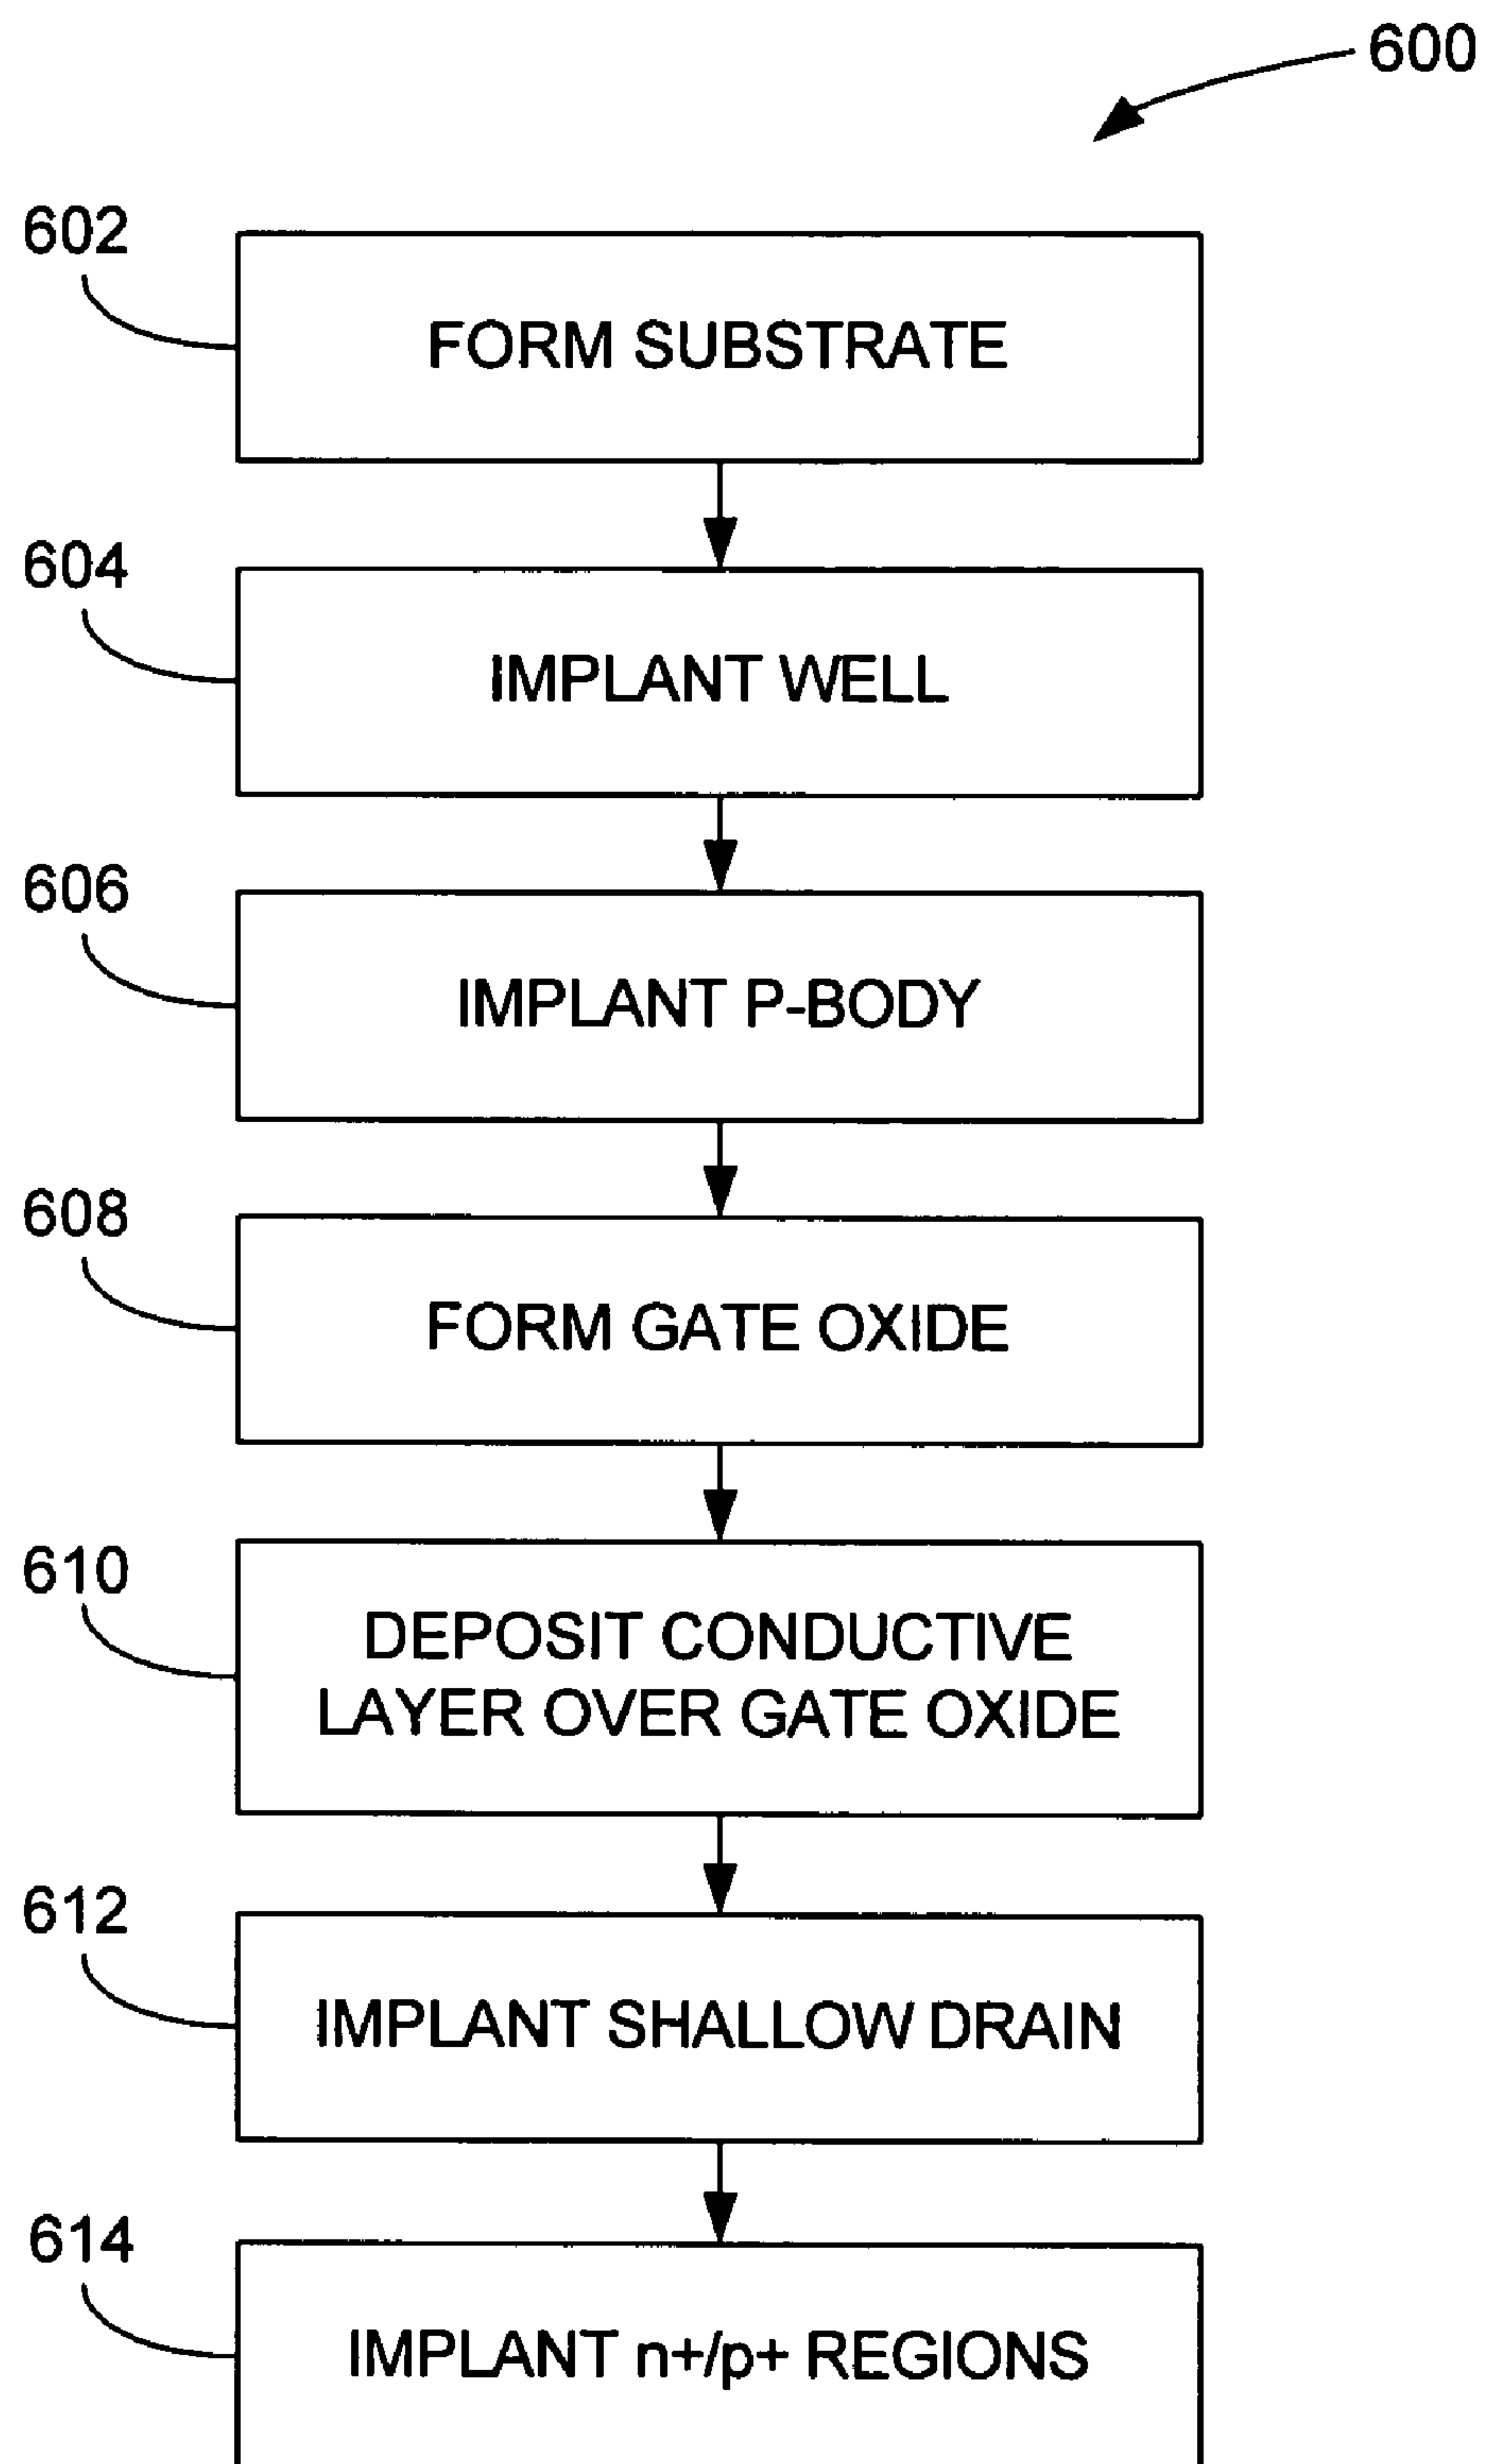 600
602
FORM SUBSTRATE
604
IMPLANT WELL
606
IMPLANT P-BODY
608
FORM GATE OXIDE
610
DEPOSIT CONDUCTIVE
LAYER OVER GATE OXIDE
612
IMPLANT SHALLOW DRAIN
614
IMPLANT n+/p+ REGIONS